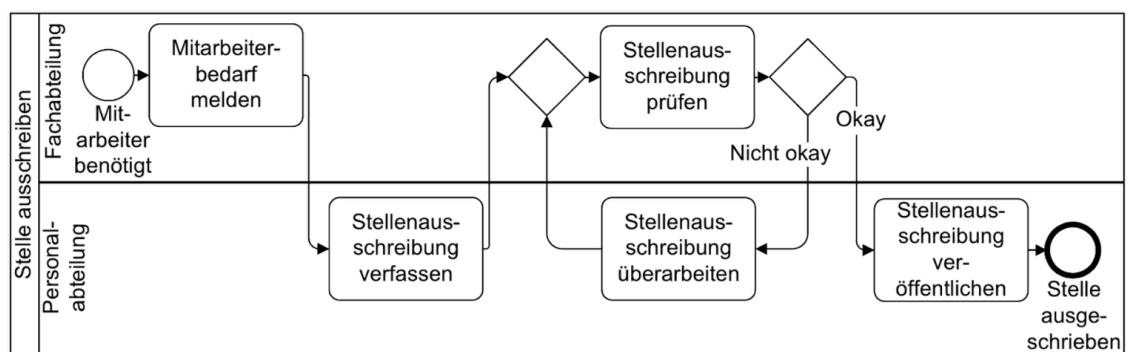 Stelle ausschreiben
Fachabteilung
Mit-
arbeiter
benötigt
Mitarbeiter-
bedarf
melden
Stellenaus-
schreibung
prüfen
Okay
Nicht okay
Personal-
abteilung
Stellenaus-
schreibung
verfassen
Stellenaus-
schreibung
überarbeiten
Stellenaus-
schreibung
ver-
öffentlichen
Stelle
ausge-
schrieben